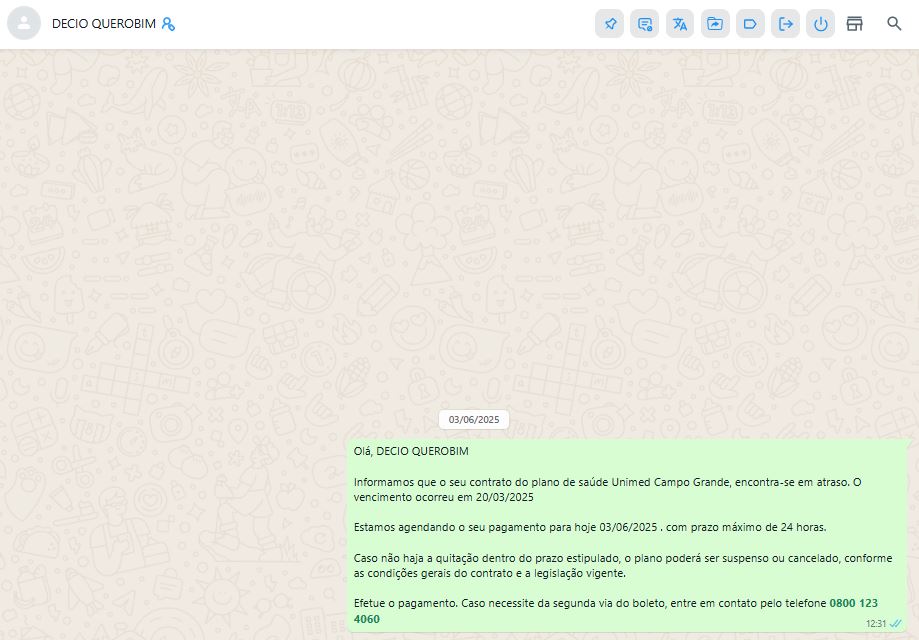 DECIO QUEROBIM
03/06/2025
Olá, DECIO QUEROBIM
Informamos que o seu contrato do plano de saúde Unimed Campo Grande, encontra-se em atraso. O
vencimento ocorreu em 20/03/2025
Estamos agendando o seu pagamento para hoje 03/06/2025 . com prazo máximo de 24 horas.
Caso não haja a quitação dentro do prazo estipulado, o plano poderá ser suspenso ou cancelado, conforme
as condições gerais do contrato e a legislação vigente.
Efetue o pagamento. Caso necessite da segunda via do boleto, entre em contato pelo telefone 0800 123
4060
12:31